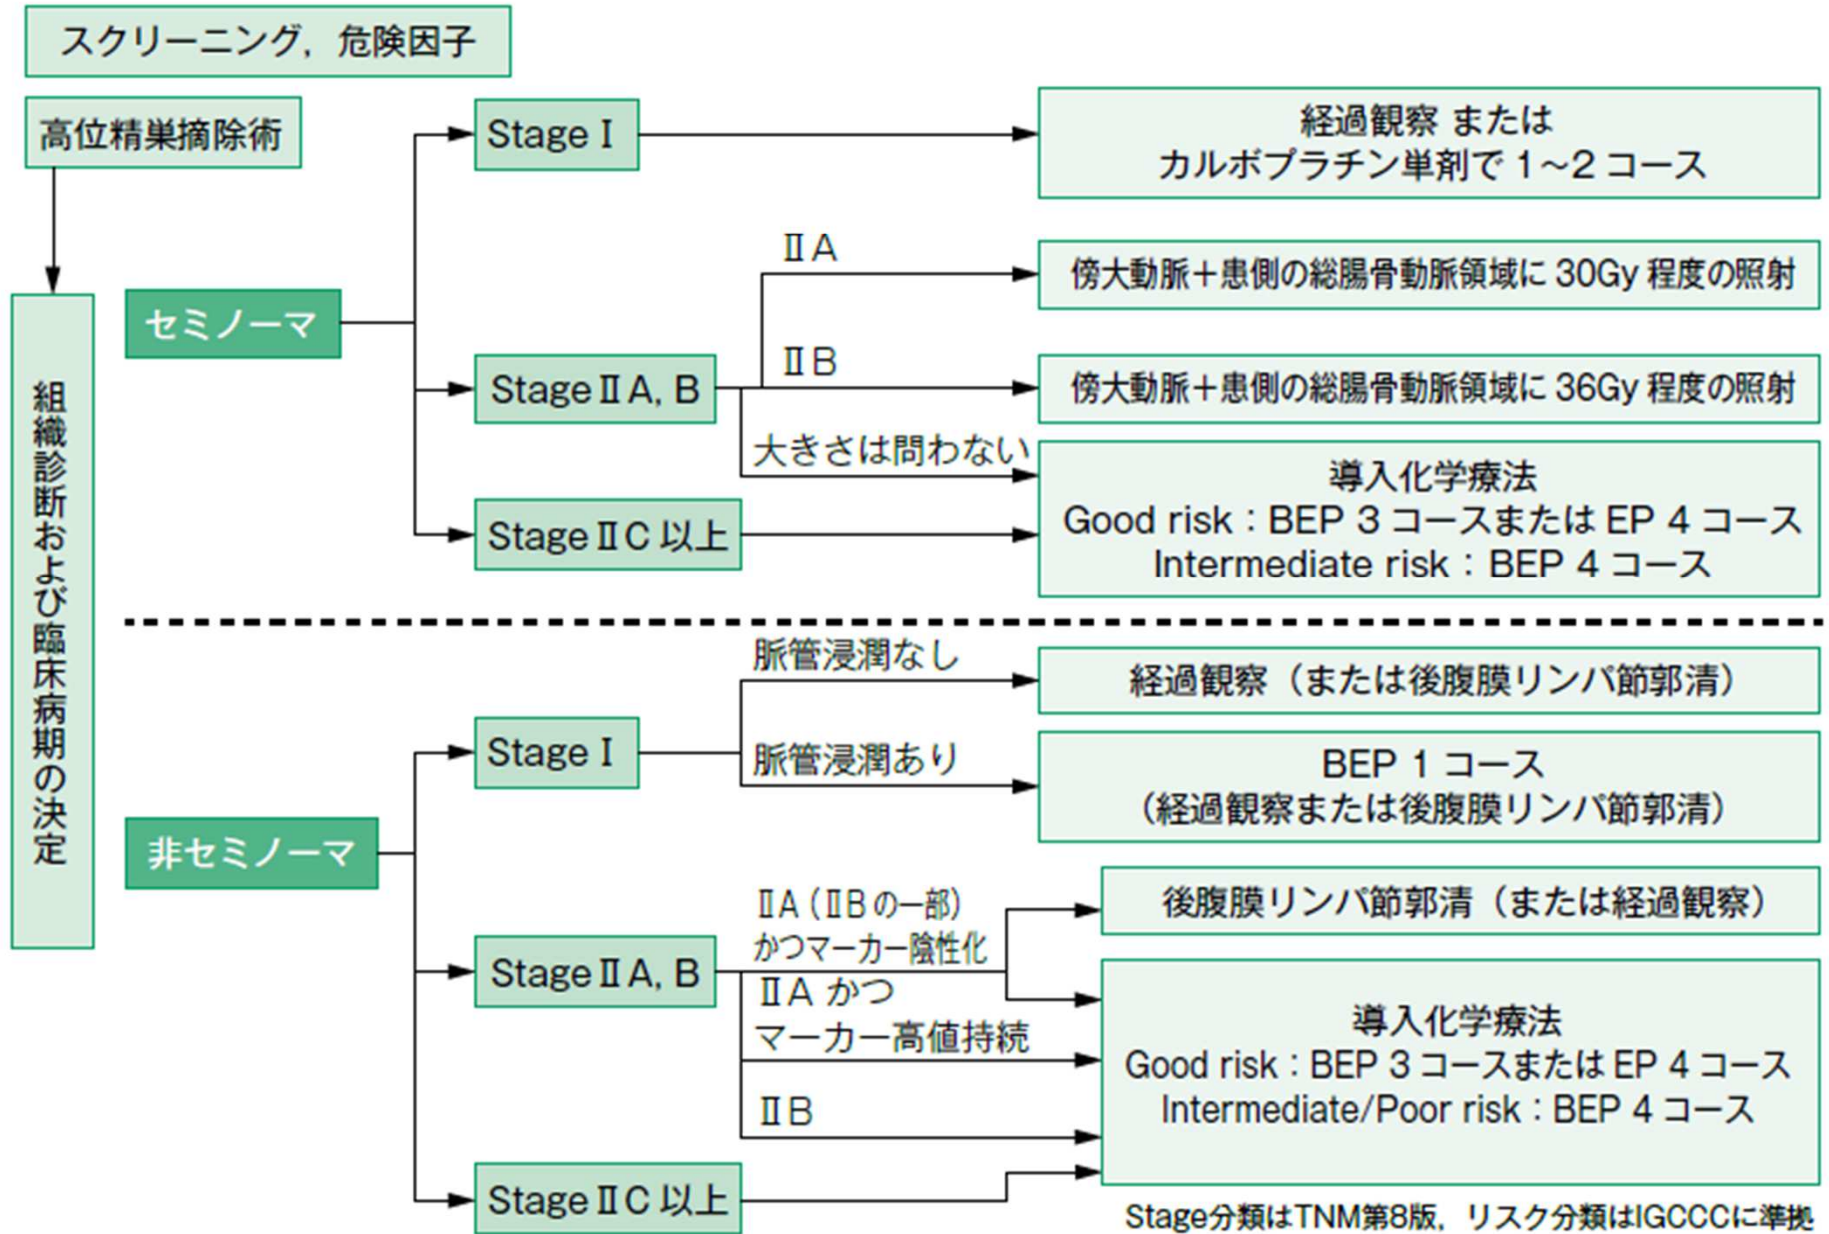 スクリーニング，危険因子
高位精巣摘除術
組織診断および臨床病期の決定
セミノーマ
Stage Ⅰ
経過観察 または
カルボプラチン単剤で 1～2 コース
Stage ⅡA, B
ⅡA
傍大動脈＋患側の総腸骨動脈領域に 30Gy 程度の照射
ⅡB
傍大動脈＋患側の総腸骨動脈領域に 36Gy 程度の照射
大きさは問わない
Stage ⅡC 以上
導入化学療法
Good risk：BEP 3 コースまたは EP 4 コース
Intermediate risk：BEP 4 コース
非セミノーマ
Stage Ⅰ
脈管浸潤なし
経過観察（または後腹膜リンパ節郭清）
脈管浸潤あり
BEP 1 コース
（経過観察または後腹膜リンパ節郭清）
Stage ⅡA, B
ⅡA（ⅡBの一部）
かつマーカー陰性化
後腹膜リンパ節郭清（または経過観察）
ⅡA かつ
マーカー高値持続
ⅡB
Stage ⅡC 以上
導入化学療法
Good risk：BEP 3 コースまたは EP 4 コース
Intermediate/Poor risk：BEP 4 コース
Stage分類はTNM第8版，リスク分類はIGCCCに準拠